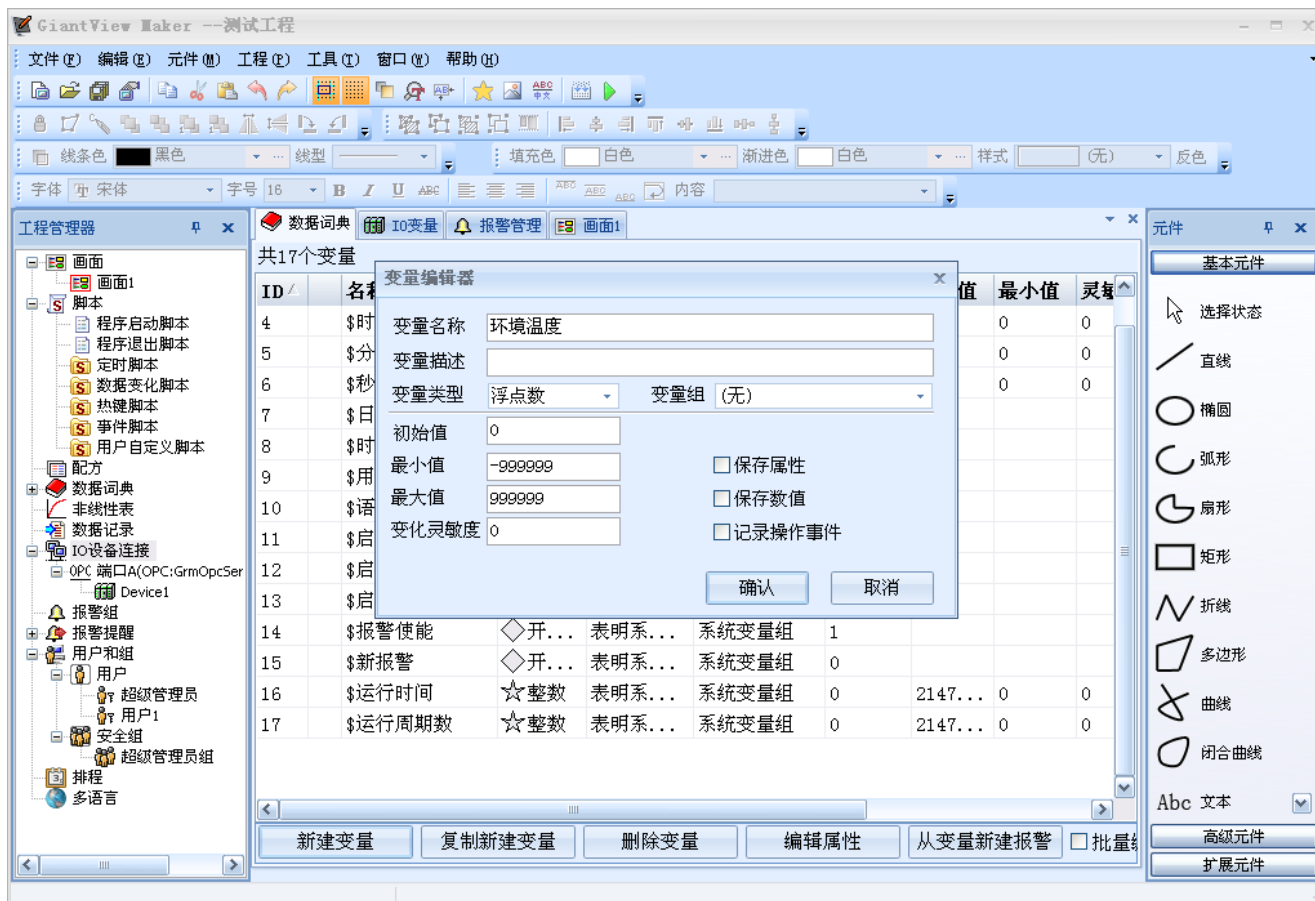 GiantView Maker --测试工程
文件(F) 编辑(E) 元件(M) 工程(P) 工具(T) 窗口(W) 帮助(H)
线条色 黑色 线型 填充色 白色 渐进色 白色 样式 (无) 反色
字体 宋体 字号 16 B I U ABC ABC ABC ABC 内容
工程管理器
画面
画面1
脚本
程序启动脚本
程序退出脚本
定时脚本
数据变化脚本
热键脚本
事件脚本
用户自定义脚本
配方
数据词典
非线性表
数据记录
IO设备连接
OPC 端口A(OPC:GrmOpcSer
Device1
报警组
报警提醒
用户和组
用户
超级管理员
用户1
安全组
超级管理员组
排程
多语言
数据词典 IO变量 报警管理 画面1
共17个变量
ID 值 最小值
4 $时 0 0
5 $分 0 0
6 $秒 0 0
7 $日
8 $时
9 $用
10 $语
11 $启
12 $启
13 $启
14 $报警使能 开... 表明系... 系统变量组 1
15 $新报警 开... 表明系... 系统变量组 0
16 $运行时间 整数 表明系... 系统变量组 0 2147... 0 0
17 $运行周期数 整数 表明系... 系统变量组 0 2147... 0 0
新建变量 复制新建变量 删除变量 编辑属性 从变量新建报警 批量
变量编辑器
变量名称 环境温度
变量描述
变量类型 浮点数 变量组 (无)
初始值 0
最小值 -999999 保存属性
最大值 999999 保存数值
变化灵敏度 0 记录操作事件
确认 取消
元件
基本元件
选择状态
直线
椭圆
弧形
扇形
矩形
折线
多边形
曲线
闭合曲线
Abc 文本
高级元件
扩展元件